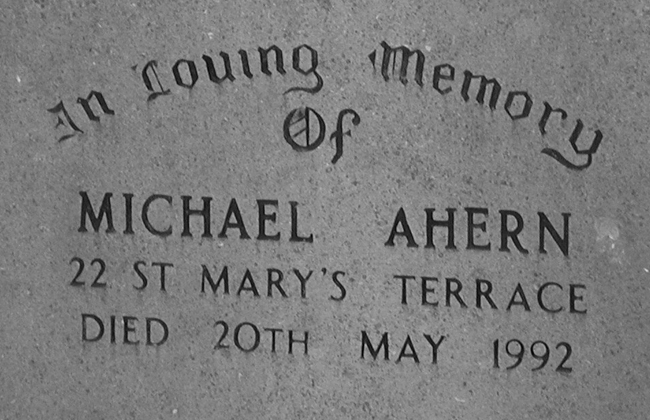 In Loving Memory
Of
MICHAEL AHERN
22 ST MARY'S TERRACE
DIED 20TH MAY 1992